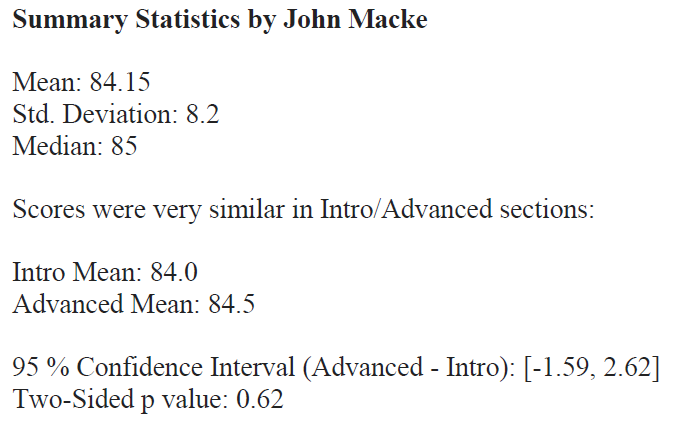 Summary Statistics by John Macke
Mean: 84.15
Std. Deviation: 8.2
Median: 85
Scores were very similar in Intro/Advanced sections:
Intro Mean: 84.0
Advanced Mean: 84.5
95 % Confidence Interval (Advanced - Intro): [-1.59, 2.62]
Two-Sided p value: 0.62